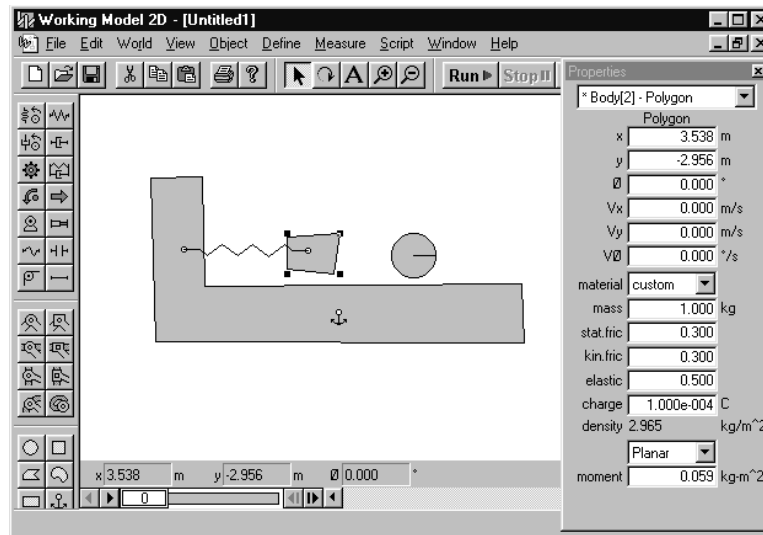 Working Model 2D - [Untitled1]
File Edit World View Object Define Measure Script Window Help
Run Stop
Properties
* Body[2] - Polygon
Polygon
x 3.538 m
y -2.956 m
Ø 0.000 °
Vx 0.000 m/s
Vy 0.000 m/s
VØ 0.000 °/s
material custom
mass 1.000 kg
stat.fric 0.300
kin.fric 0.300
elastic 0.500
charge 1.000e-004 C
density 2.965 kg/m^2
Planar
moment 0.059 kg-m^2
x 3.538 m y -2.956 m Ø 0.000 °
0